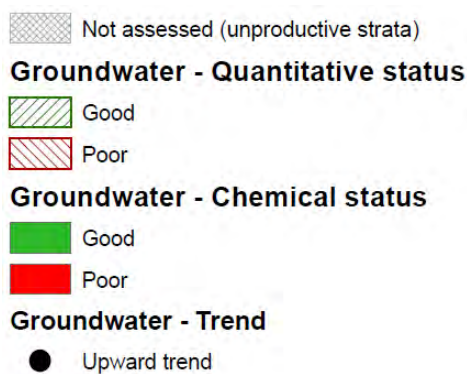 Not assessed (unproductive strata)
Groundwater - Quantitative status
Good
Poor
Groundwater - Chemical status
Good
Poor
Groundwater - Trend
Upward trend